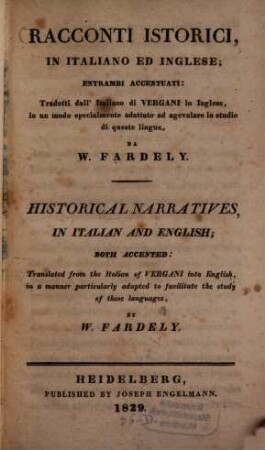 RACCONTI ISTORICI,
IN ITALIANO ED INGLESE;
ENTRAMBI ACCENTUATI:
Tradotti dall' Italiano di VERGANI in Inglese,
in un modo specialmente adattato ad agevolare lo studio
di queste lingue,
DA
W. FARDELY.
HISTORICAL NARRATIVES,
IN ITALIAN AND ENGLISH;
BOTH ACCENTED:
Translated from the Italian of VERGANI into English,
in a manner particularly adapted to facilitate the study
of these languages,
BY
W. FARDELY.
HEIDELBERG,
PUBLISHED BY JOSEPH ENGELMANN.
1829.